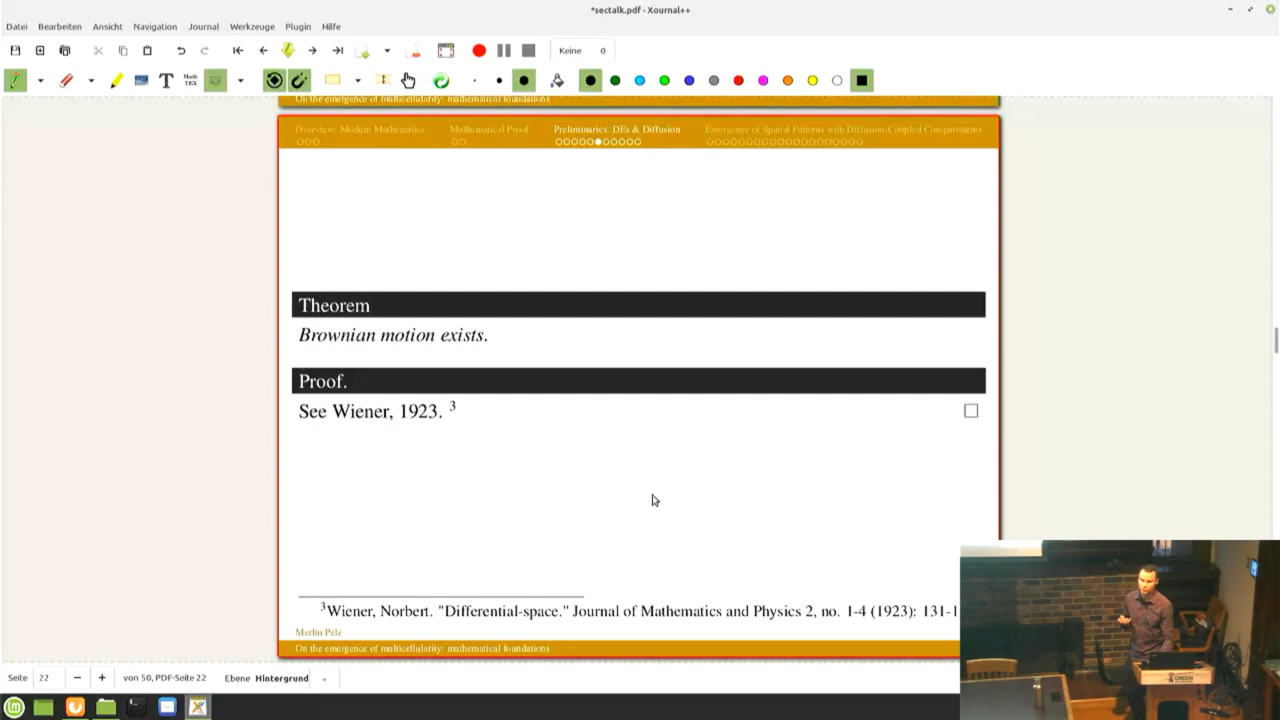 *sectalk.pdf - Xournal++
Datei Bearbeiten Ansicht Navigation Journal Werkzeuge Plugin Hilfe
Keine 0
Math
TEX
On the emergence of multicellularity: mathematical foundations
Overview: Modern Mathematics Mathematical Proof Preliminaries: DEs & Diffusion Emergence of Spatial Patterns with Diffusion-Coupled Compartments
Theorem
Brownian motion exists.
Proof.
See Wiener, 1923. 3
3Wiener, Norbert. "Differential-space." Journal of Mathematics and Physics 2, no. 1-4 (1923): 131-1
Merlin Pelz
On the emergence of multicellularity: mathematical foundations
GREEN
Seite 22 von 50, PDF-Seite 22 Ebene Hintergrund